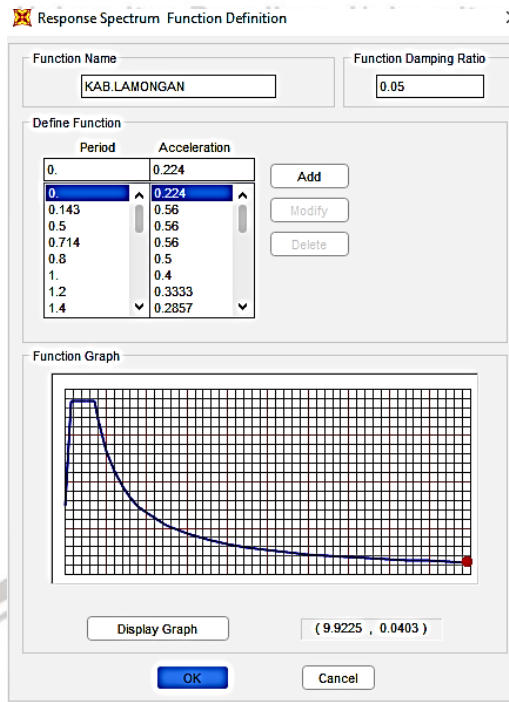 Response Spectrum Function Definition
Function Name
Function Damping Ratio
KAB.LAMONGAN
0.05
Define Function
Period Acceleration
0. 0.224
Add
0. 0.224
0.143 0.56
Modify
0.5 0.56
0.714 0.56
Delete
0.8 0.5
1. 0.4
1.2 0.3333
1.4 0.2857
Function Graph
Display Graph
( 9.9225 , 0.0403 )
OK
Cancel